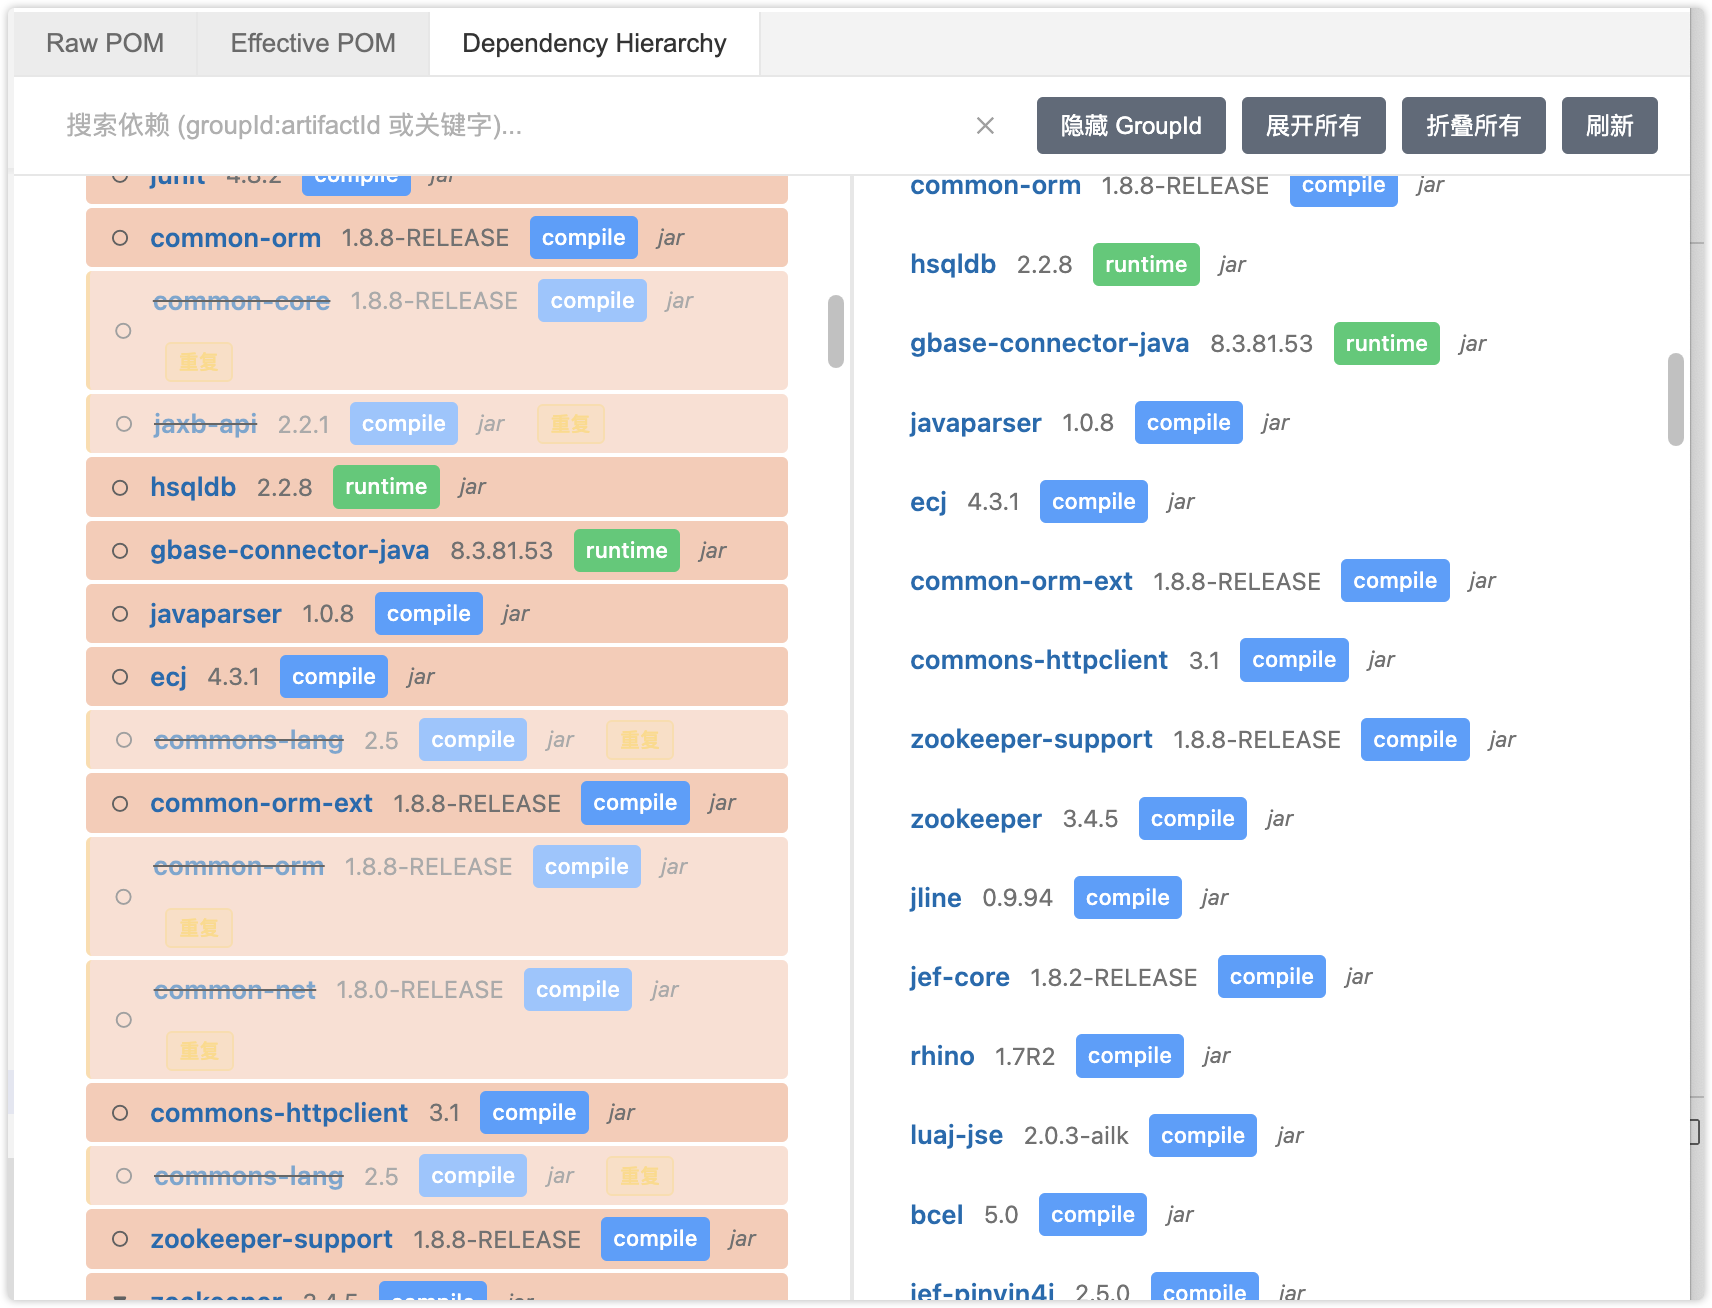 Raw POM Effective POM Dependency Hierarchy
搜索依赖 (groupId:artifactId 或关键字)... × 隐藏 GroupId 展开所有 折叠所有 刷新
junit 4.8.2 compile jar
common-orm 1.8.8-RELEASE compile jar
common-core 1.8.8-RELEASE compile jar
重复
jaxb-api 2.2.1 compile jar 重复
hsqldb 2.2.8 runtime jar
gbase-connector-java 8.3.81.53 runtime jar
javaparser 1.0.8 compile jar
ecj 4.3.1 compile jar
commons-lang 2.5 compile jar 重复
common-orm-ext 1.8.8-RELEASE compile jar
common-orm 1.8.8-RELEASE compile jar
重复
common-net 1.8.0-RELEASE compile jar
重复
commons-httpclient 3.1 compile jar
commons-lang 2.5 compile jar 重复
zookeeper-support 1.8.8-RELEASE compile jar
zookeeper 3.4.5 compile jar
common-orm 1.8.8-RELEASE compile jar
hsqldb 2.2.8 runtime jar
gbase-connector-java 8.3.81.53 runtime jar
javaparser 1.0.8 compile jar
ecj 4.3.1 compile jar
common-orm-ext 1.8.8-RELEASE compile jar
commons-httpclient 3.1 compile jar
zookeeper-support 1.8.8-RELEASE compile jar
zookeeper 3.4.5 compile jar
jline 0.9.94 compile jar
jef-core 1.8.2-RELEASE compile jar
rhino 1.7R2 compile jar
luaj-jse 2.0.3-ailk compile jar
bcel 5.0 compile jar
jef-pinyin4j 2.5.0 compile jar